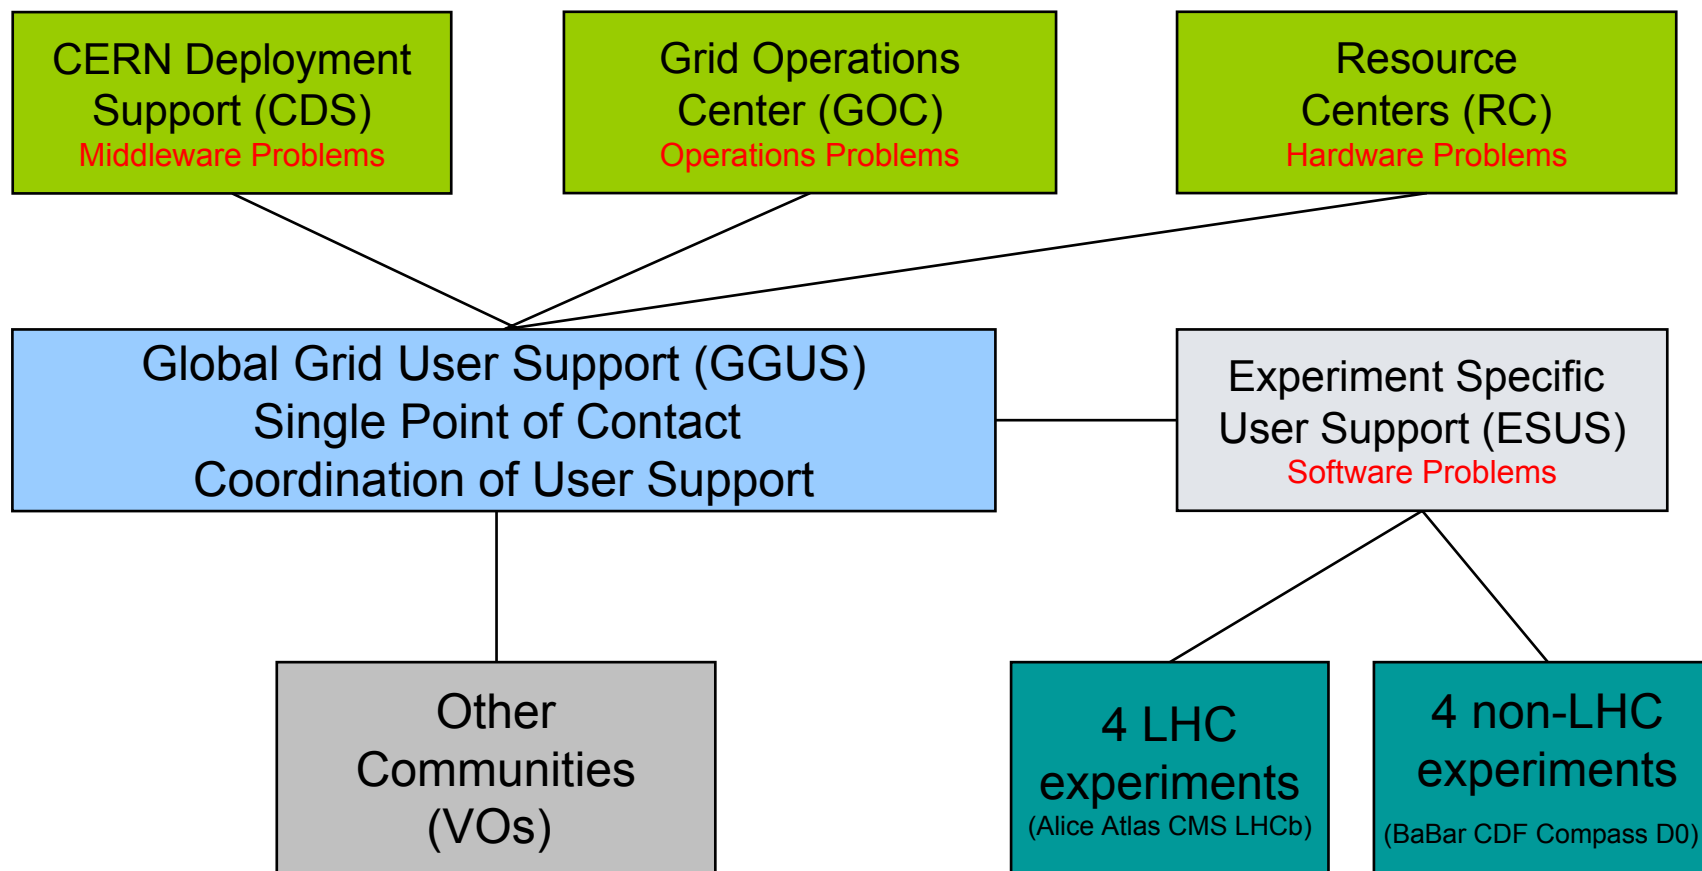 CERN Deployment
Support (CDS)
Middleware Problems
Grid Operations
Center (GOC)
Operations Problems
Resource
Centers (RC)
Hardware Problems
Global Grid User Support (GGUS)
Single Point of Contact
Coordination of User Support
Experiment Specific
User Support (ESUS)
Software Problems
Other
Communities
(VOs)
4 LHC
experiments
(Alice Atlas CMS LHCb)
4 non-LHC
experiments
(BaBar CDF Compass D0)